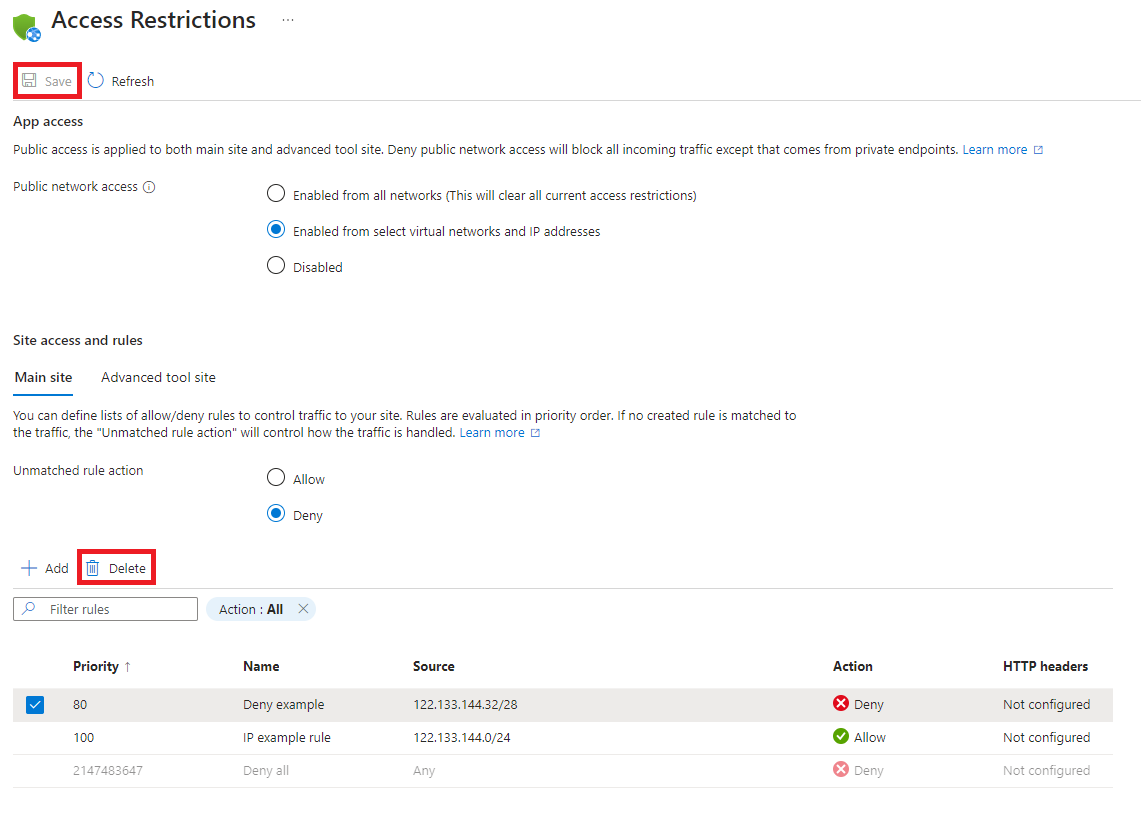 Access Restrictions ...
Save Refresh
App access
Public access is applied to both main site and advanced tool site. Deny public network access will block all incoming traffic except that comes from private endpoints. Learn more
Public network access
Enabled from all networks (This will clear all current access restrictions)
Enabled from select virtual networks and IP addresses
Disabled
Site access and rules
Main site Advanced tool site
You can define lists of allow/deny rules to control traffic to your site. Rules are evaluated in priority order. If no created rule is matched to
the traffic, the "Unmatched rule action" will control how the traffic is handled. Learn more
Unmatched rule action
Allow
Deny
Add Delete
Filter rules Action : All
Priority ↑ Name Source Action HTTP headers
80 Deny example 122.133.144.32/28 Deny Not configured
100 IP example rule 122.133.144.0/24 Allow Not configured
2147483647 Deny all Any Deny Not configured